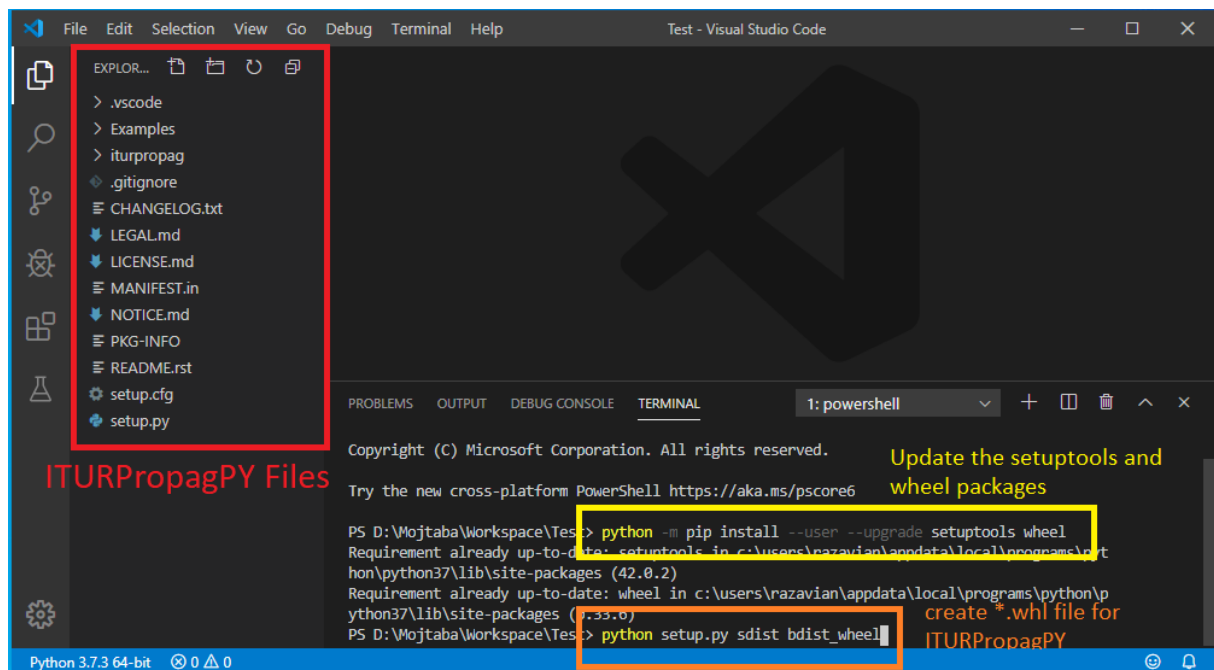 File Edit Selection View Go Debug Terminal Help Test - Visual Studio Code
EXPLOR...
.vscode
Examples
iturpropag
.gitignore
CHANGELOG.txt
LEGAL.md
LICENSE.md
MANIFEST.in
NOTICE.md
PKG-INFO
README.rst
setup.cfg
setup.py
ITURPropagPY Files
PROBLEMS OUTPUT DEBUG CONSOLE TERMINAL 1: powershell
Copyright (C) Microsoft Corporation. All rights reserved.
Update the setuptools and
wheel packages
Try the new cross-platform PowerShell https://aka.ms/pscore6
PS D:\Mojtaba\Workspace\Test> python -m pip install --user --upgrade setuptools wheel
Requirement already up-to-date: setuptools in c:\users\razavian\appdata\local\programs\pyt
hon\python37\lib\site-packages (42.0.2)
Requirement already up-to-date: wheel in c:\users\razavian\appdata\local\programs\python\p
ython37\lib\site-packages (0.33.6)
PS D:\Mojtaba\Workspace\Test> python setup.py sdist bdist_wheel
create *.whl file for
ITURPropagPY
Python 3.7.3 64-bit 0 0